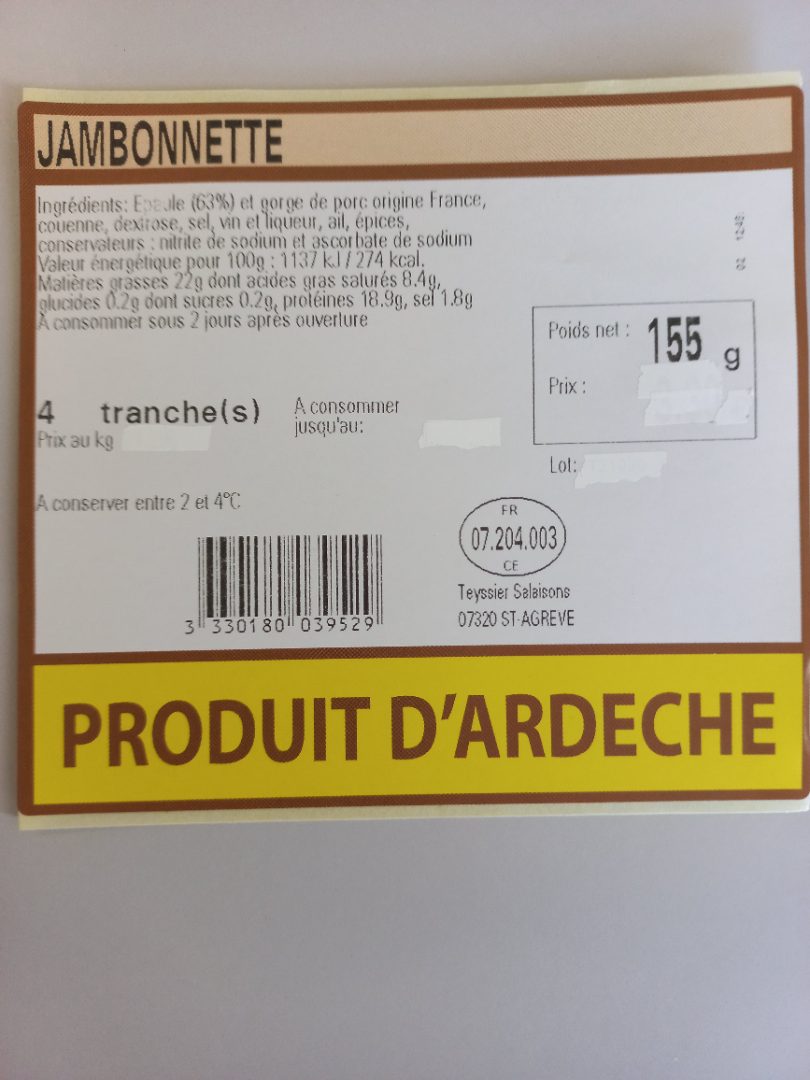 JAMBONNETTE
Ingrédients: Epaule (63%) et gorge de porc origine France,
couenne, dextrose, sel, vin et liqueur, ail, épices,
conservateurs : nitrite de sodium et ascorbate de sodium
Valeur énergétique pour 100g : 1137 kJ / 274 kcal.
Matières grasses 22g dont acides gras saturés 8.4g,
glucides 0.2g dont sucres 0.2g, protéines 18.9g, sel 1.8g
A consommer sous 2 jours après ouverture
Poids net : 155 g
Prix :
4 tranche(s)
Prix au kg
A consommer
jusqu'au:
Lot:
A conserver entre 2 et 4°C
FR
07.204.003
CE
Teyssier Salaisons
07320 ST-AGREVE
3 330180 039529
PRODUIT D'ARDECHE